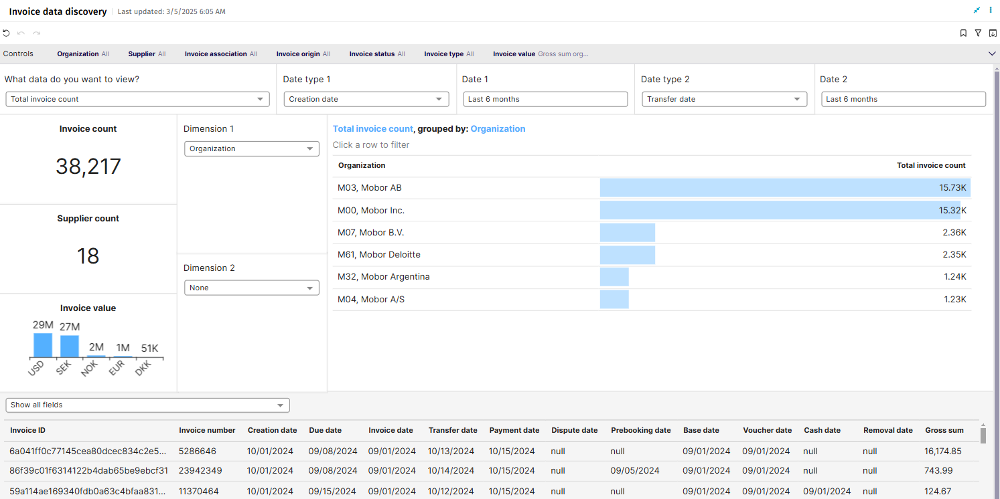 Invoice data discovery Last updated: 3/5/2025 6:05 AM
Controls Organization All Supplier All Invoice association All Invoice origin All Invoice status All Invoice type All Invoice value Gross sum org...
What data do you want to view? Date type 1 Date 1 Date type 2 Date 2
Total invoice count Creation date Last 6 months Transfer date Last 6 months
Invoice count
38,217
Supplier count
18
Invoice value
29M 27M 2M 1M 51K
USD SEK NOK EUR DKK
Dimension 1
Organization
Dimension 2
None
Total invoice count, grouped by: Organization
Click a row to filter
Organization Total invoice count
M03, Mobor AB 15.73K
M00, Mobor Inc. 15.32K
M07, Mobor B.V. 2.36K
M61, Mobor Deloitte 2.35K
M32, Mobor Argentina 1.24K
M04, Mobor A/S 1.23K
Show all fields
Invoice ID Invoice number Creation date Due date Invoice date Transfer date Payment date Dispute date Prebooking date Base date Voucher date Cash date Removal date Gross sum
6a041ff0c77145cea80dcec834c2e5... 5286646 10/01/2024 09/08/2024 09/01/2024 10/13/2024 10/15/2024 null null 09/01/2024 09/01/2024 null null 16,174.85
86f39c01f6314122b4dab65be9ebcf31 23942349 10/01/2024 09/08/2024 09/01/2024 10/14/2024 10/15/2024 null 09/05/2024 09/01/2024 09/01/2024 null null 743.99
59a114ae169340fdb0a63c4bfaa831... 11370464 10/01/2024 09/15/2024 09/01/2024 10/12/2024 10/15/2024 null null 09/01/2024 09/01/2024 09/01/2024 null 124.67